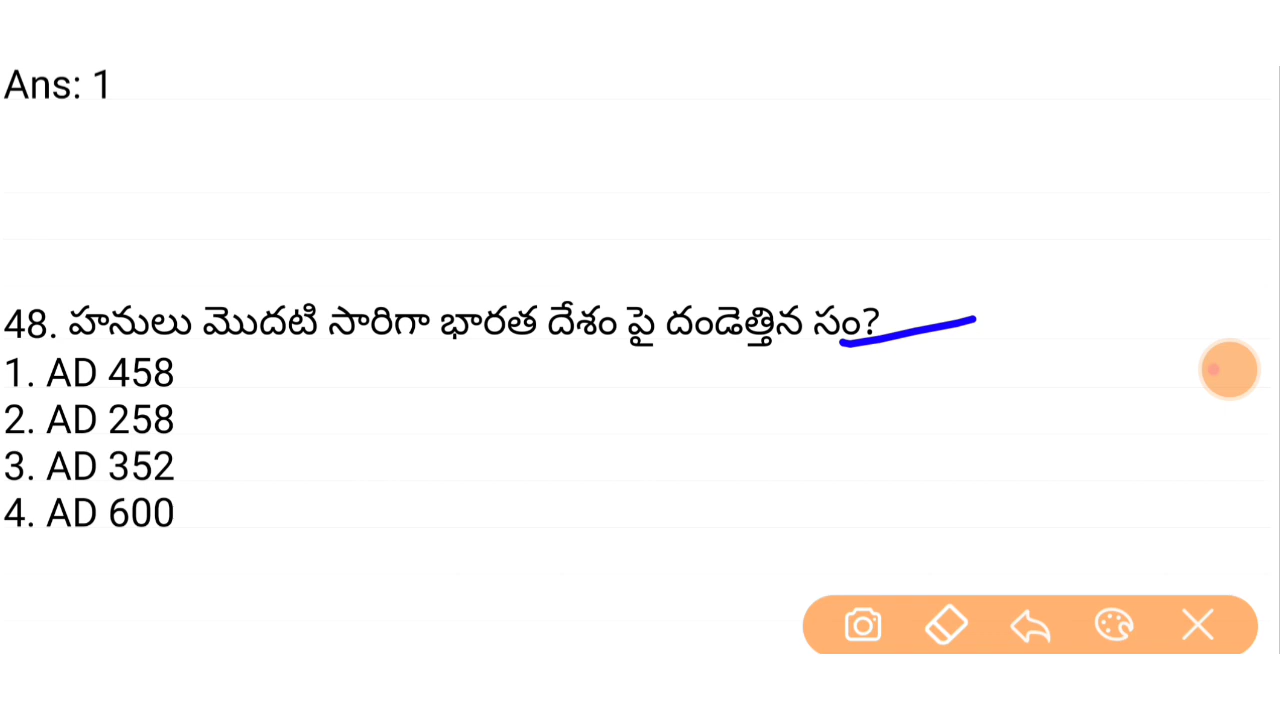 Ans: 1
48. హనులు మొదటి సారిగా భారత దేశం పై దండెత్తిన సం?
1. AD 458
2. AD 258
3. AD 352
4. AD 600